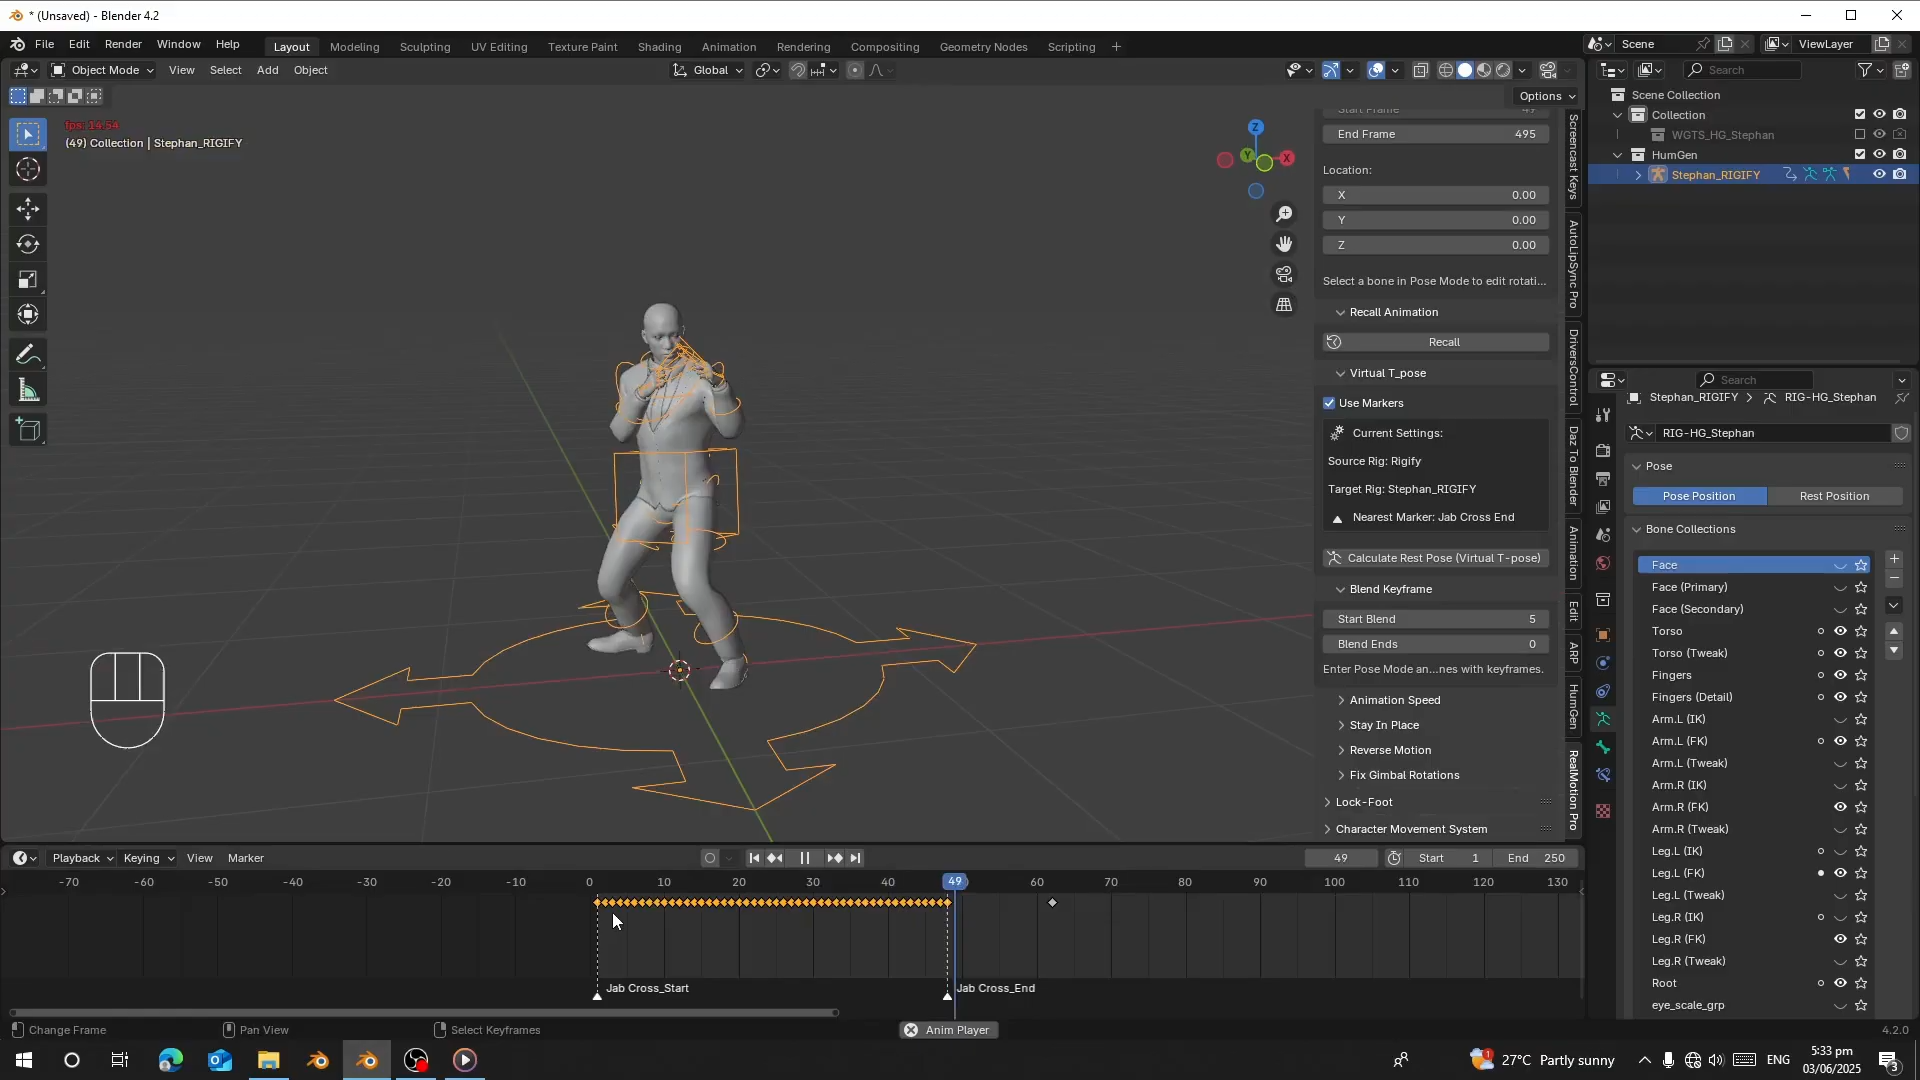 * (Unsaved) - Blender 4.2
File Edit Render Window Help Layout Modeling Sculpting UV Editing Texture Paint Shading Animation Rendering Compositing Geometry Nodes Scripting +
Scene ViewLayer
Object Mode View Select Add Object Global
Search
Options
fps: 14.54
(49) Collection | Stephan_RIGIFY
Z
Y
X
Scene Collection
Collection
WGTS_HG_Stephan
HumGen
Stephan_RIGIFY
End Frame 495
Location:
X 0.00
Y 0.00
Z 0.00
Select a bone in Pose Mode to edit rotati...
Recall Animation
Recall
Virtual T_pose
Use Markers
Current Settings:
Source Rig: Rigify
Target Rig: Stephan_RIGIFY
Nearest Marker: Jab Cross End
Calculate Rest Pose (Virtual T-pose)
Blend Keyframe
Start Blend 5
Blend Ends 0
Enter Pose Mode an...nes with keyframes.
Animation Speed
Stay In Place
Reverse Motion
Fix Gimbal Rotations
Lock-Foot
Character Movement System
Screencast Keys
AutoLipSync Pro
DriversControl
Daz To Blender
Animation
Edit
ARP
HumGen
RealMotion Pro
Search
Stephan_RIGIFY > RIG-HG_Stephan
RIG-HG_Stephan
Pose
Pose Position Rest Position
Bone Collections
Face
Face (Primary)
Face (Secondary)
Torso
Torso (Tweak)
Fingers
Fingers (Detail)
Arm.L (IK)
Arm.L (FK)
Arm.L (Tweak)
Arm.R (IK)
Arm.R (FK)
Arm.R (Tweak)
Leg.L (IK)
Leg.L (FK)
Leg.L (Tweak)
Leg.R (IK)
Leg.R (FK)
Leg.R (Tweak)
Root
eye_scale_grp
Playback Keying View Marker 49 Start 1 End 250
-70 -60 -50 -40 -30 -20 -10 0 10 20 30 40 49 60 70 80 90 100 110 120 130
Jab Cross_Start Jab Cross_End
Change Frame Pan View Select Keyframes Anim Player 4.2.0
1 27°C Partly sunny ENG
5:33 pm
03/06/2025
3